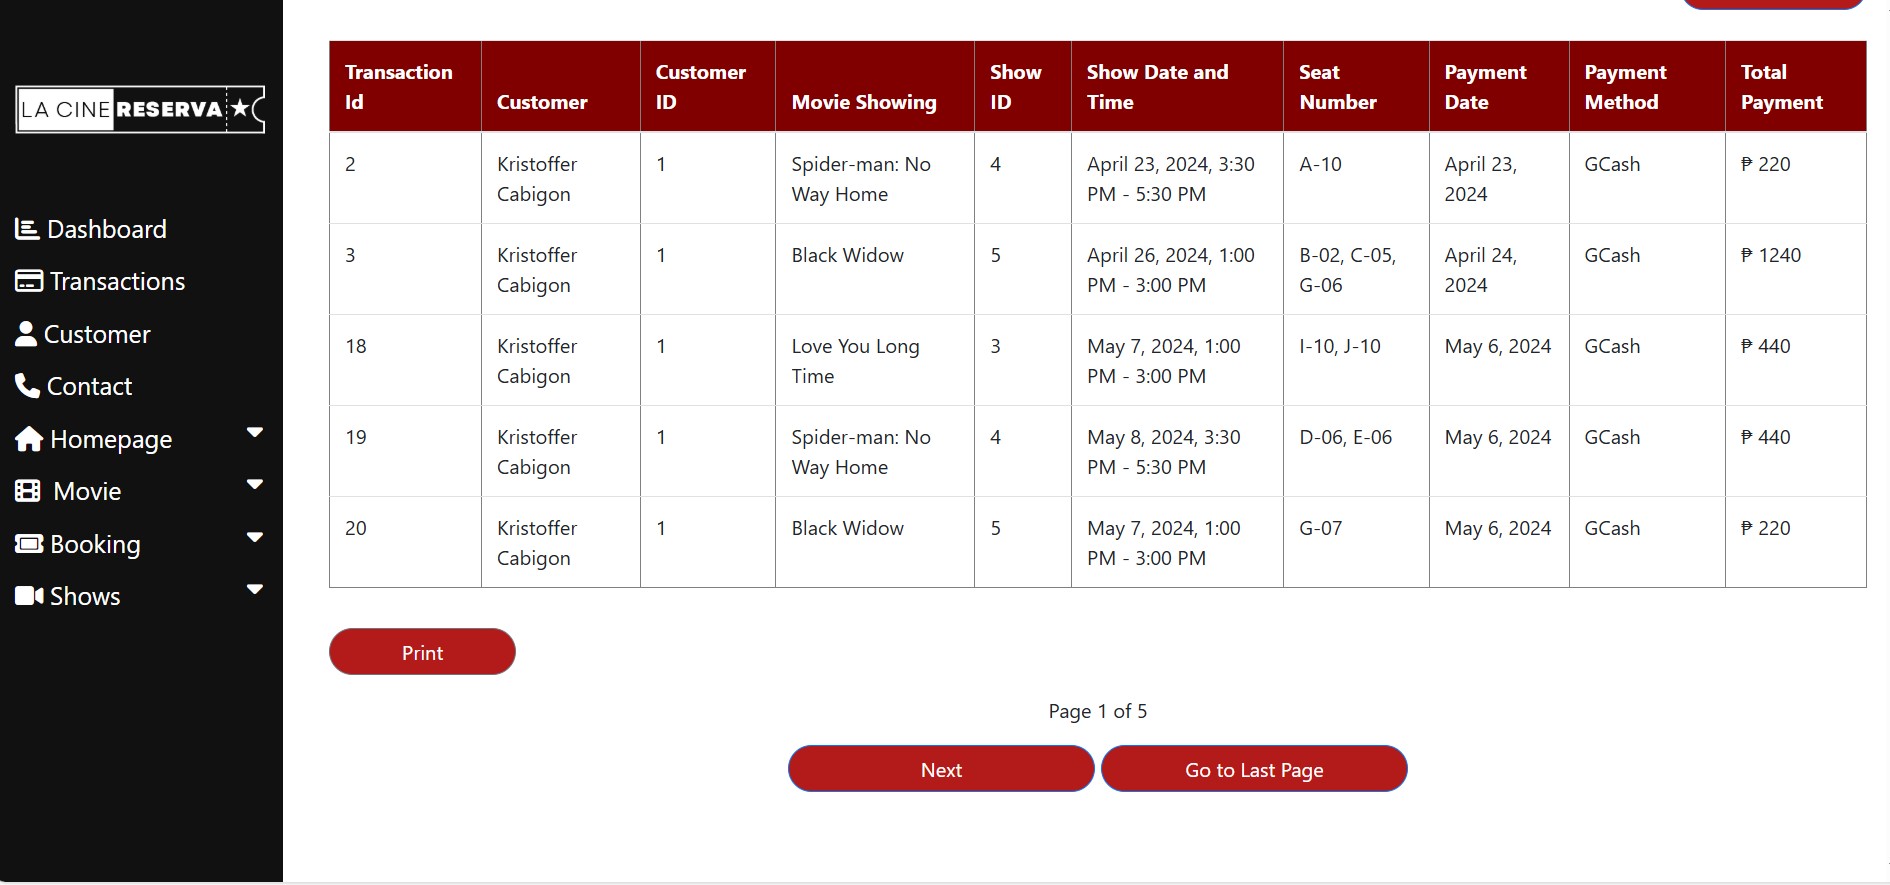 LA CINE RESERVA
Dashboard
Transactions
Customer
Contact
Homepage
Movie
Booking
Shows
Transaction Id | Customer | Customer ID | Movie Showing | Show ID | Show Date and Time | Seat Number | Payment Date | Payment Method | Total Payment
2 | Kristoffer Cabigon | 1 | Spider-man: No Way Home | 4 | April 23, 2024, 3:30 PM - 5:30 PM | A-10 | April 23, 2024 | GCash | ₱ 220
3 | Kristoffer Cabigon | 1 | Black Widow | 5 | April 26, 2024, 1:00 PM - 3:00 PM | B-02, C-05, G-06 | April 24, 2024 | GCash | ₱ 1240
18 | Kristoffer Cabigon | 1 | Love You Long Time | 3 | May 7, 2024, 1:00 PM - 3:00 PM | I-10, J-10 | May 6, 2024 | GCash | ₱ 440
19 | Kristoffer Cabigon | 1 | Spider-man: No Way Home | 4 | May 8, 2024, 3:30 PM - 5:30 PM | D-06, E-06 | May 6, 2024 | GCash | ₱ 440
20 | Kristoffer Cabigon | 1 | Black Widow | 5 | May 7, 2024, 1:00 PM - 3:00 PM | G-07 | May 6, 2024 | GCash | ₱ 220
Print
Page 1 of 5
Next
Go to Last Page